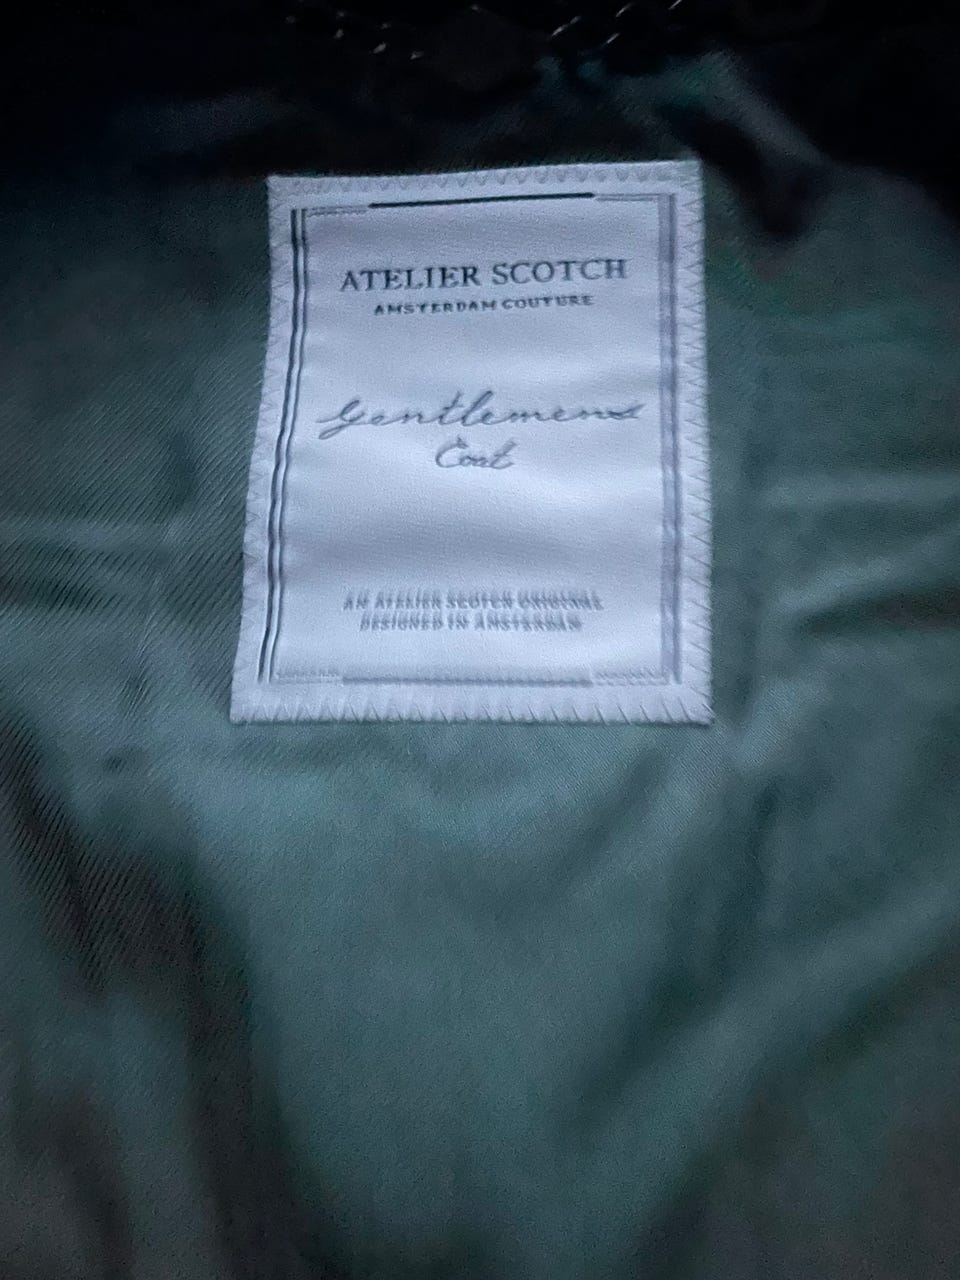 ATELIER SCOTCH
AMSTERDAM COUTURE
Gentlemens
Coat
AN ATELIER SCOTCH ORIGINAL
DESIGNED IN AMSTERDAM